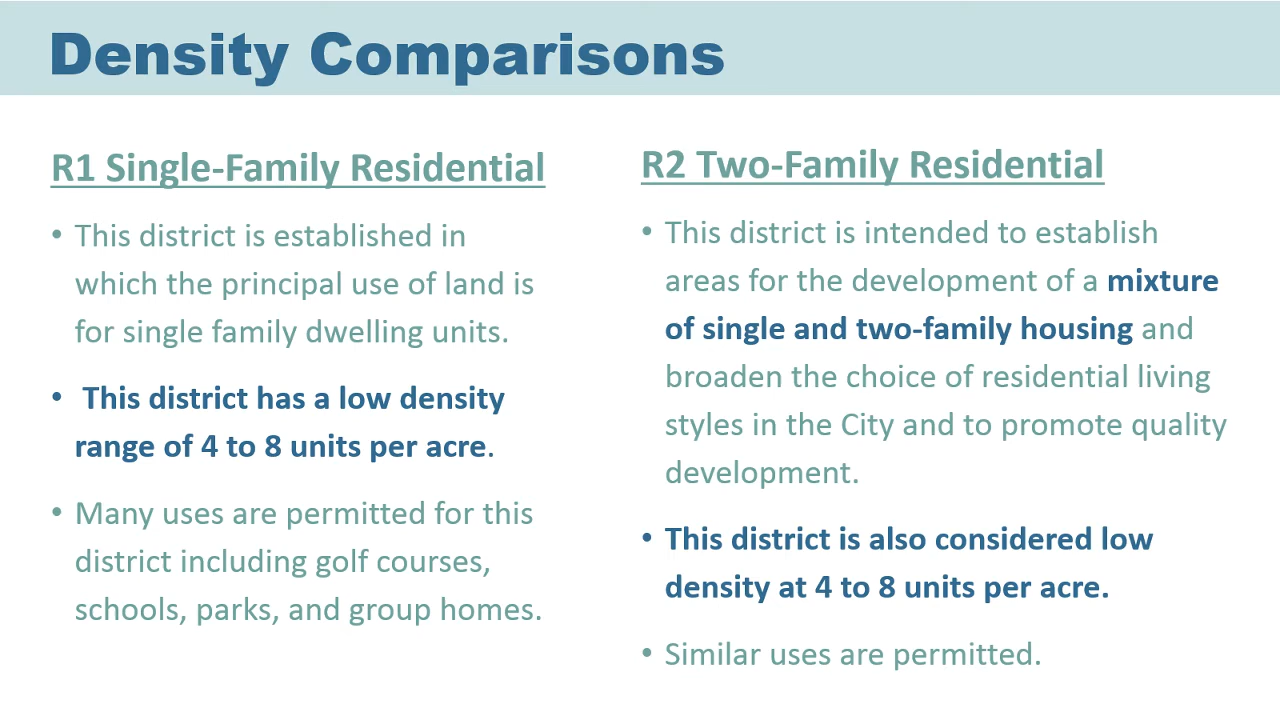 Density Comparisons
R1 Single-Family Residential
• This district is established in
which the principal use of land is
for single family dwelling units.
• This district has a low density
range of 4 to 8 units per acre.
• Many uses are permitted for this
district including golf courses,
schools, parks, and group homes.
R2 Two-Family Residential
• This district is intended to establish
areas for the development of a mixture
of single and two-family housing and
broaden the choice of residential living
styles in the City and to promote quality
development.
• This district is also considered low
density at 4 to 8 units per acre.
• Similar uses are permitted.